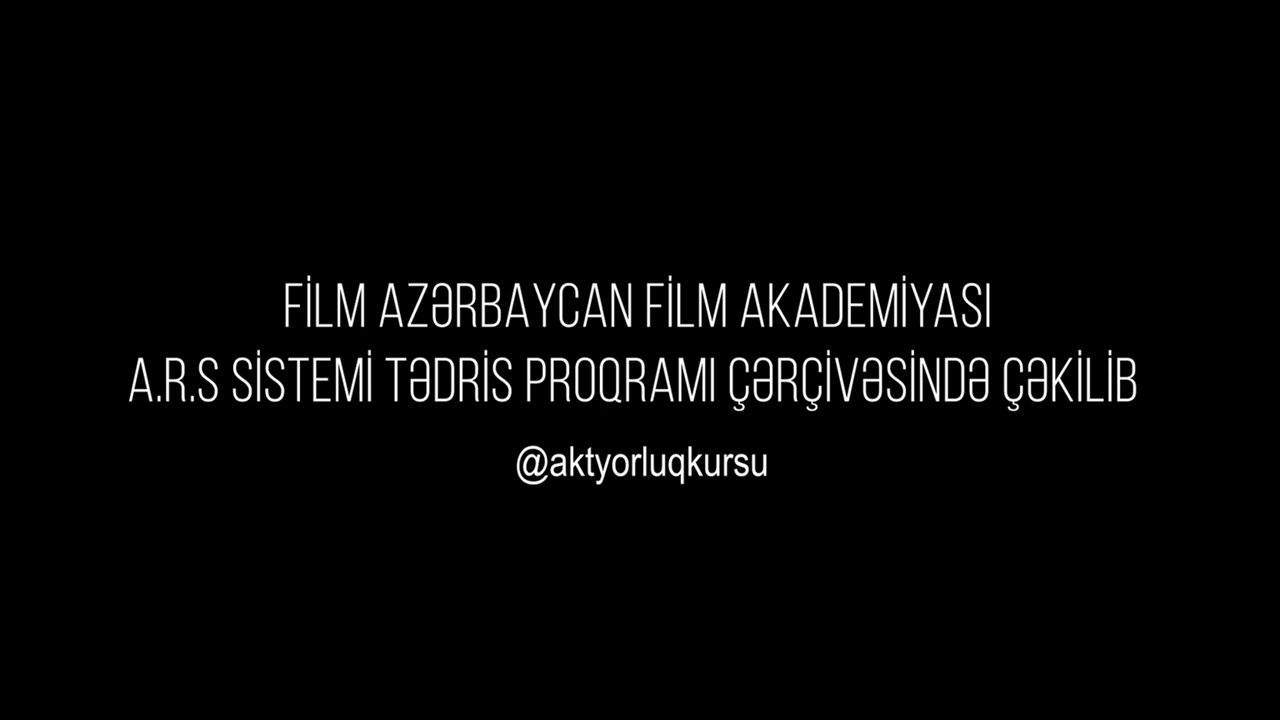 FİLM AZƏRBAYCAN FİLM AKADEMİYASI
A.R.S SİSTEMİ TƏDRİS PROQRAMI ÇƏRÇİVƏSİNDƏ ÇƏKİLİB
@aktyorluqkursu